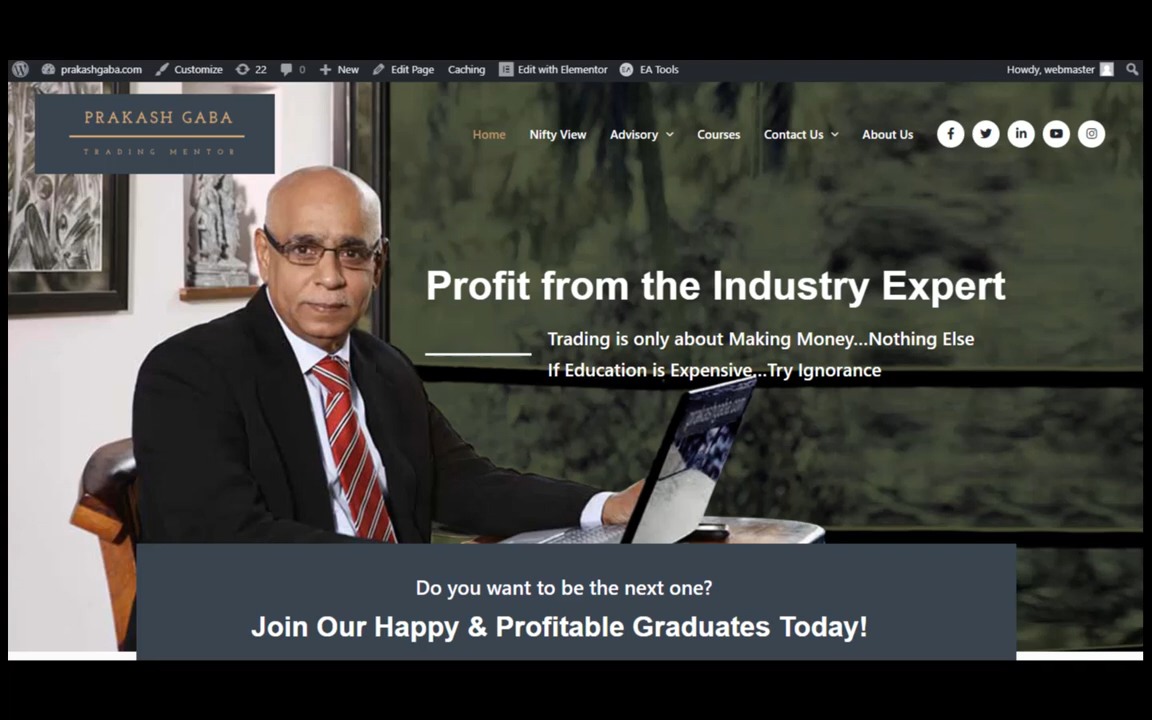 prakashgaba.com Customize 22 0 New Edit Page Caching Edit with Elementor EA Tools Howdy, webmaster
PRAKASH GABA
TRADING MENTOR
Home Nifty View Advisory Courses Contact Us About Us
Profit from the Industry Expert
Trading is only about Making Money...Nothing Else
If Education is Expensive...Try Ignorance
Do you want to be the next one?
Join Our Happy & Profitable Graduates Today!